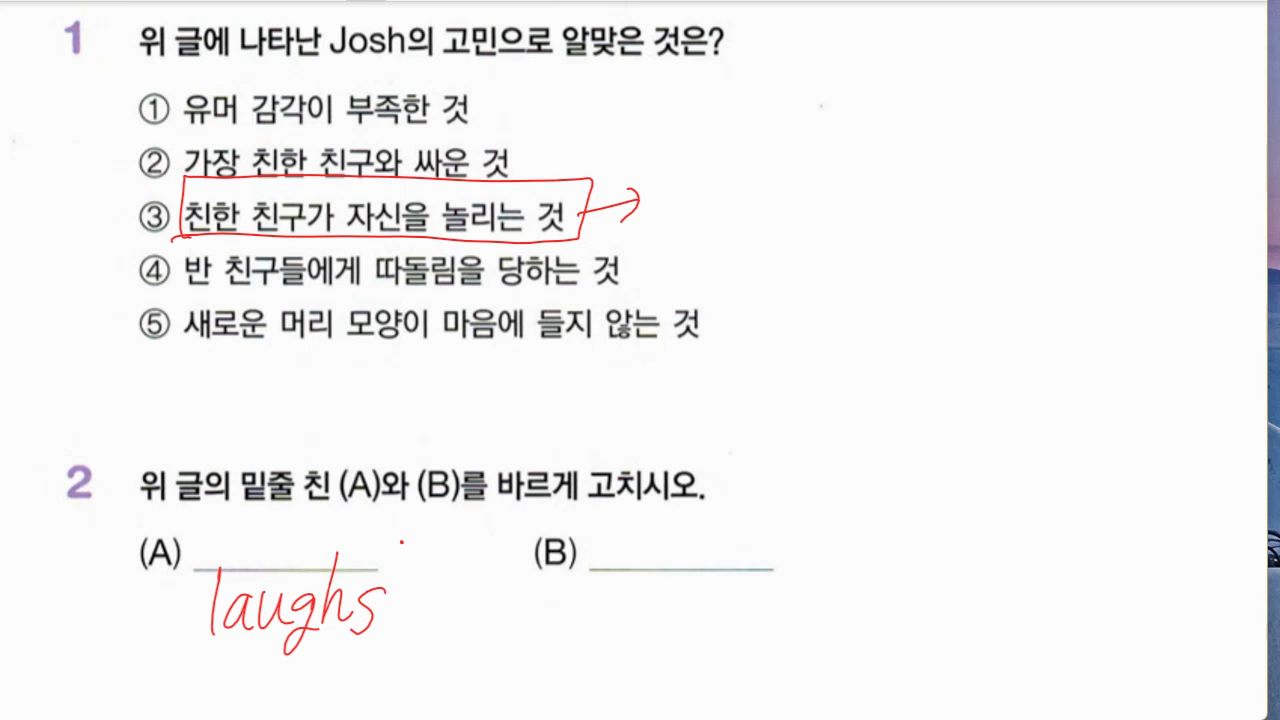 1 위 글에 나타난 Josh의 고민으로 알맞은 것은?
① 유머 감각이 부족한 것
② 가장 친한 친구와 싸운 것
③ 친한 친구가 자신을 놀리는 것
④ 반 친구들에게 따돌림을 당하는 것
⑤ 새로운 머리 모양이 마음에 들지 않는 것
2 위 글의 밑줄 친 (A)와 (B)를 바르게 고치시오.
(A) (B)
laughs